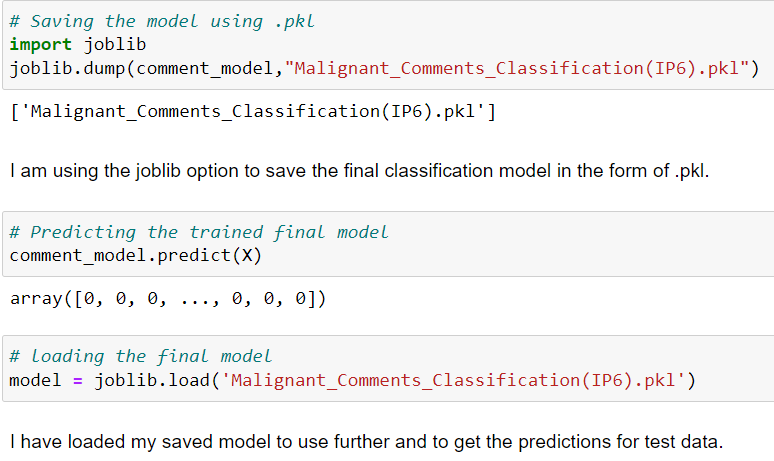 # Saving the model using .pkl
import joblib
joblib.dump(comment_model,"Malignant_Comments_Classification(IP6).pkl")
['Malignant_Comments_Classification(IP6).pkl']
I am using the joblib option to save the final classification model in the form of .pkl.
# Predicting the trained final model
comment_model.predict(X)
array([0, 0, 0, ..., 0, 0, 0])
# loading the final model
model = joblib.load('Malignant_Comments_Classification(IP6).pkl')
I have loaded my saved model to use further and to get the predictions for test data.